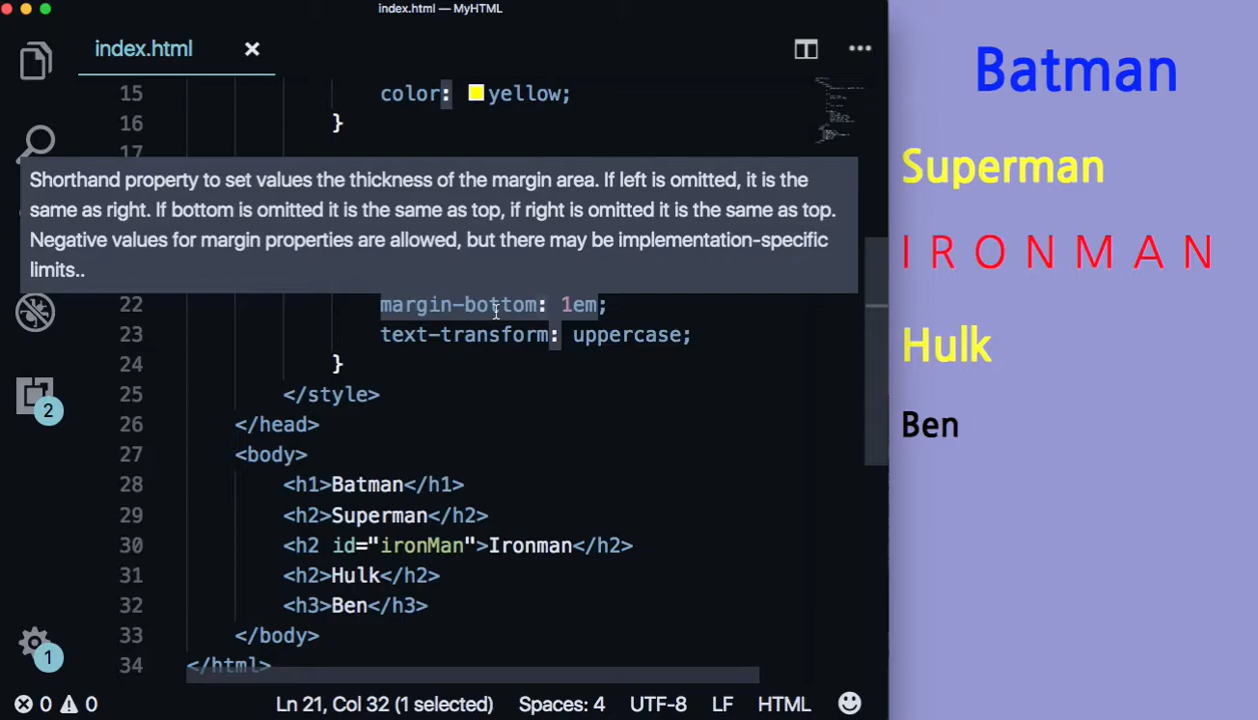 index.html — MyHTML
index.html
15 color: yellow;
16 }
17
Shorthand property to set values the thickness of the margin area. If left is omitted, it is the
same as right. If bottom is omitted it is the same as top, if right is omitted it is the same as top.
Negative values for margin properties are allowed, but there may be implementation-specific
limits..
22 margin-bottom: 1em;
23 text-transform: uppercase;
24 }
25 </style>
26 </head>
27 <body>
28 <h1>Batman</h1>
29 <h2>Superman</h2>
30 <h2 id="ironMan">Ironman</h2>
31 <h2>Hulk</h2>
32 <h3>Ben</h3>
33 </body>
34 </html>
2
1
0 0 Ln 21, Col 32 (1 selected) Spaces: 4 UTF-8 LF HTML
Batman
Superman
IRONMAN
Hulk
Ben